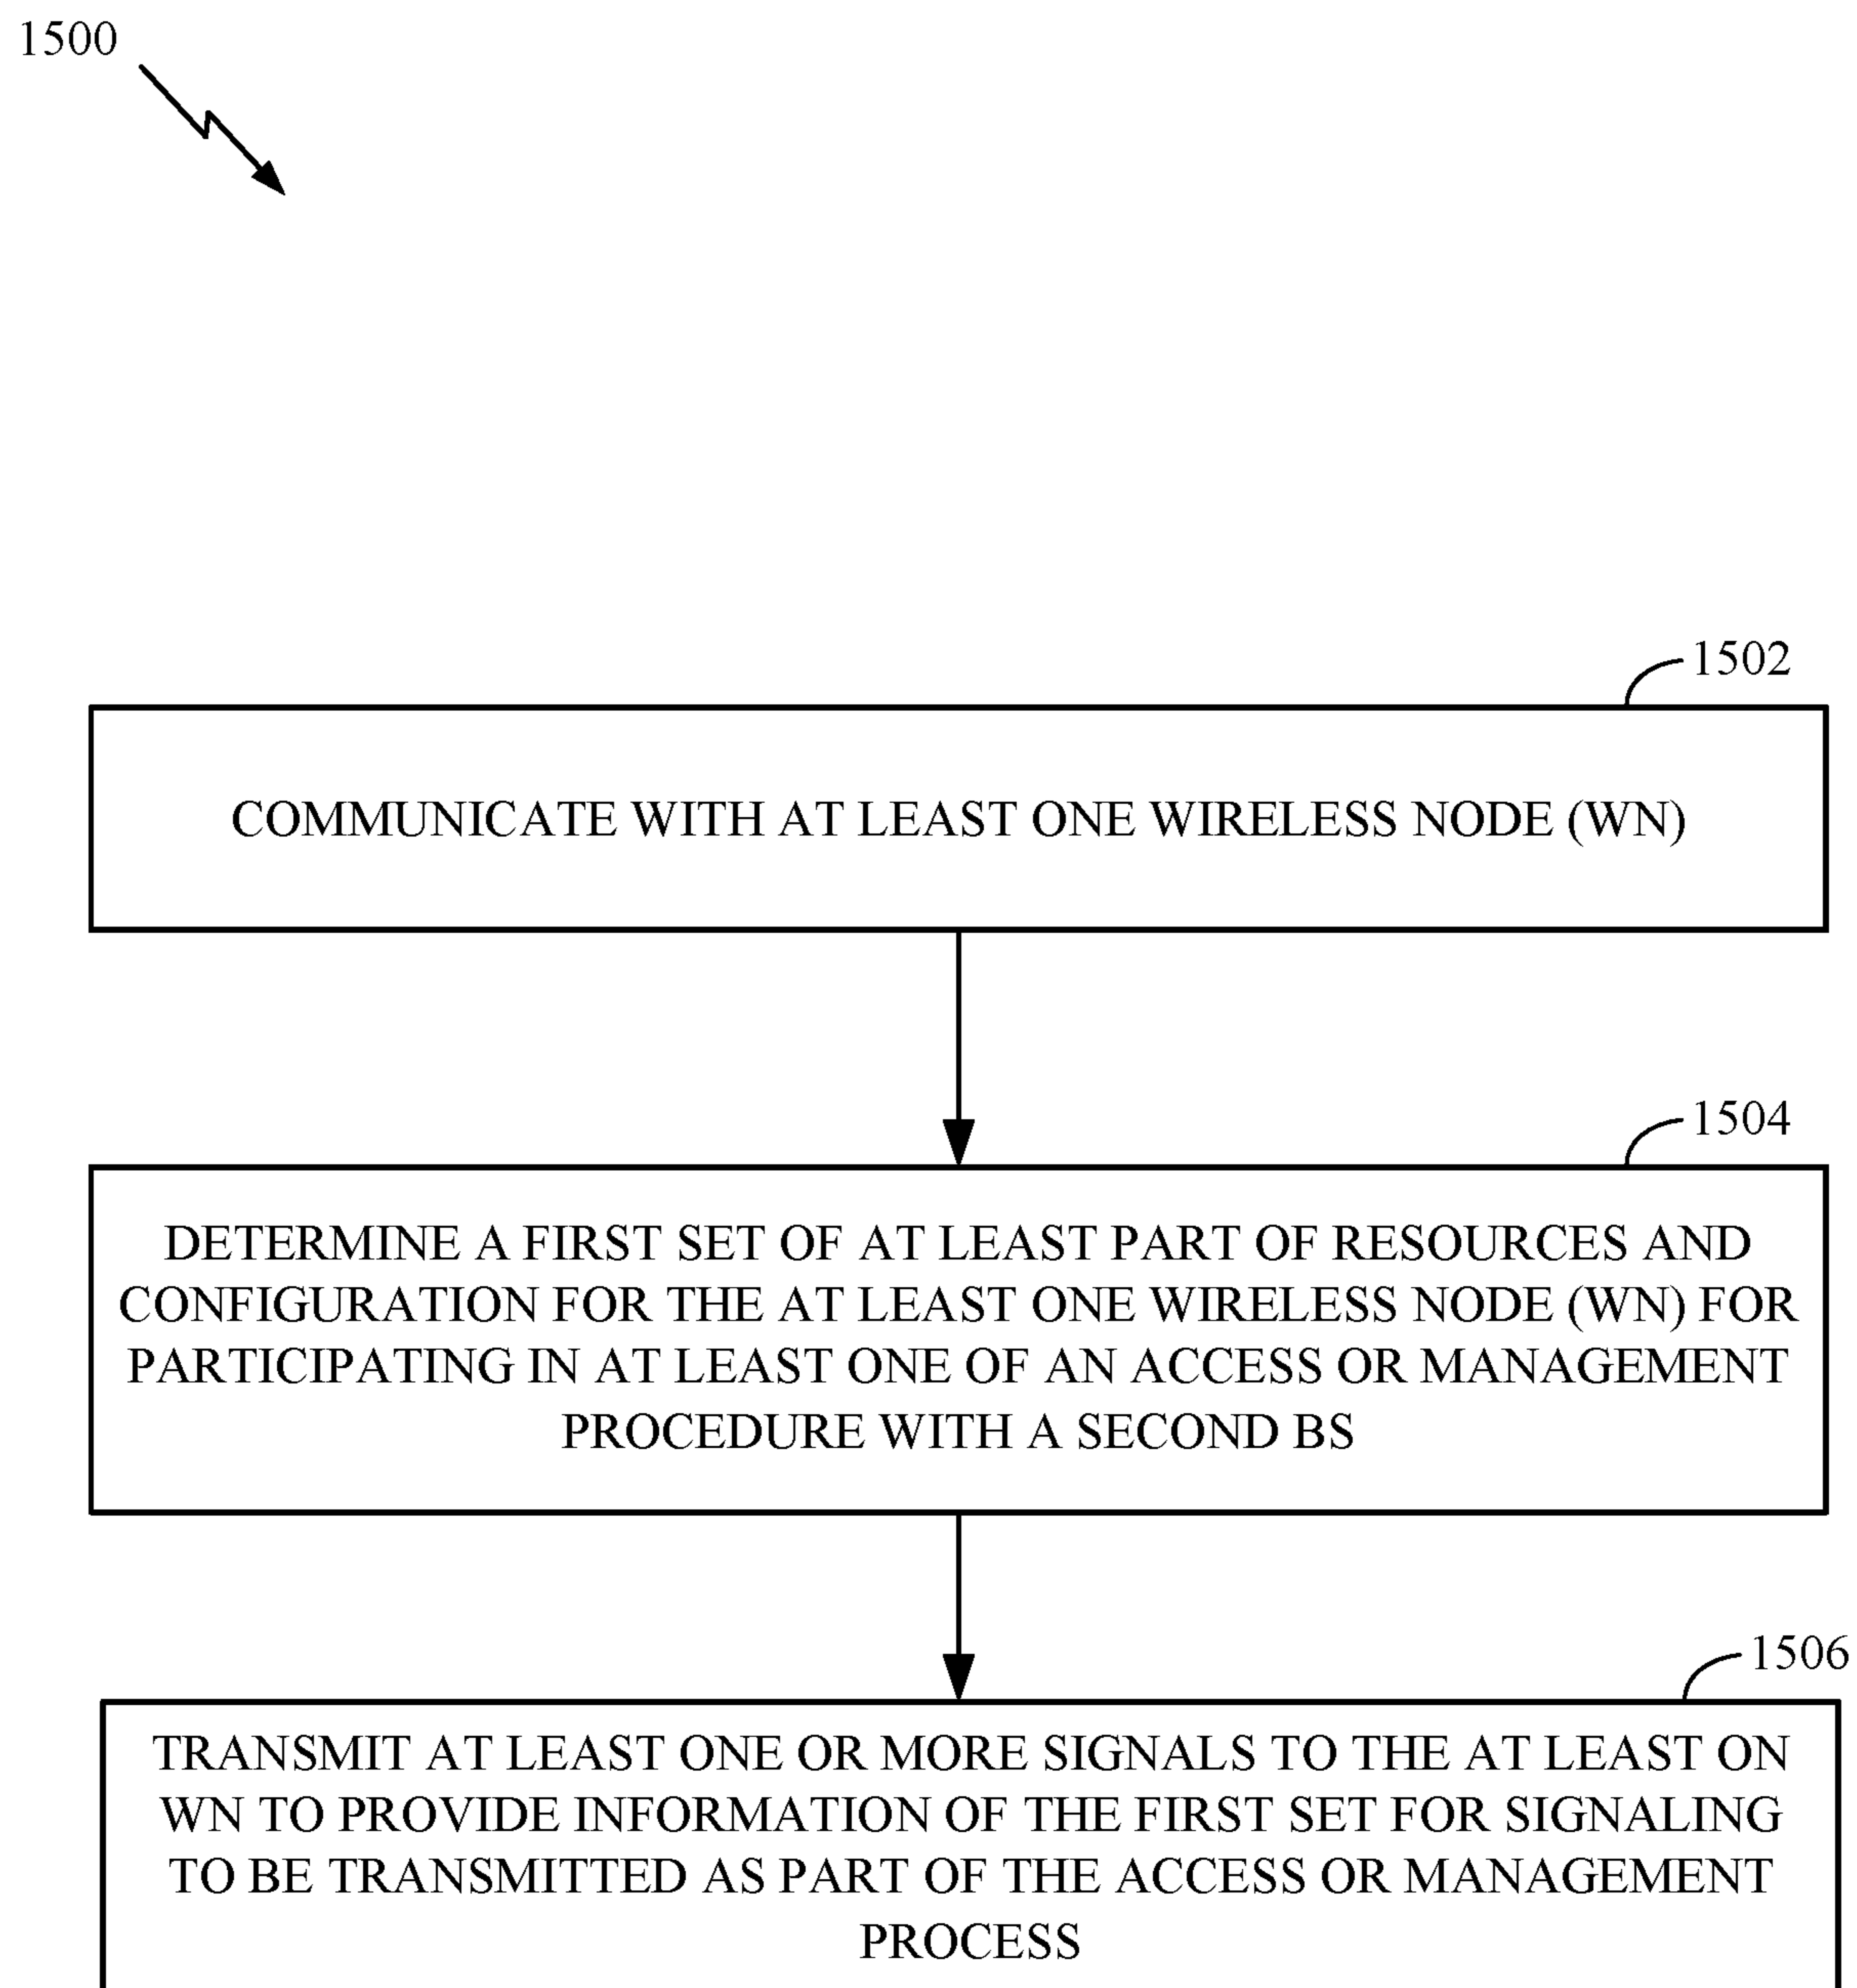 1500
1502
COMMUNICATE WITH AT LEAST ONE WIRELESS NODE (WN)
1504
DETERMINE A FIRST SET OF AT LEAST PART OF RESOURCES AND
CONFIGURATION FOR THE AT LEAST ONE WIRELESS NODE (WN) FOR
PARTICIPATING IN AT LEAST ONE OF AN ACCESS OR MANAGEMENT
PROCEDURE WITH A SECOND BS
1506
TRANSMIT AT LEAST ONE OR MORE SIGNALS TO THE AT LEAST ON
WN TO PROVIDE INFORMATION OF THE FIRST SET FOR SIGNALING
TO BE TRANSMITTED AS PART OF THE ACCESS OR MANAGEMENT
PROCESS